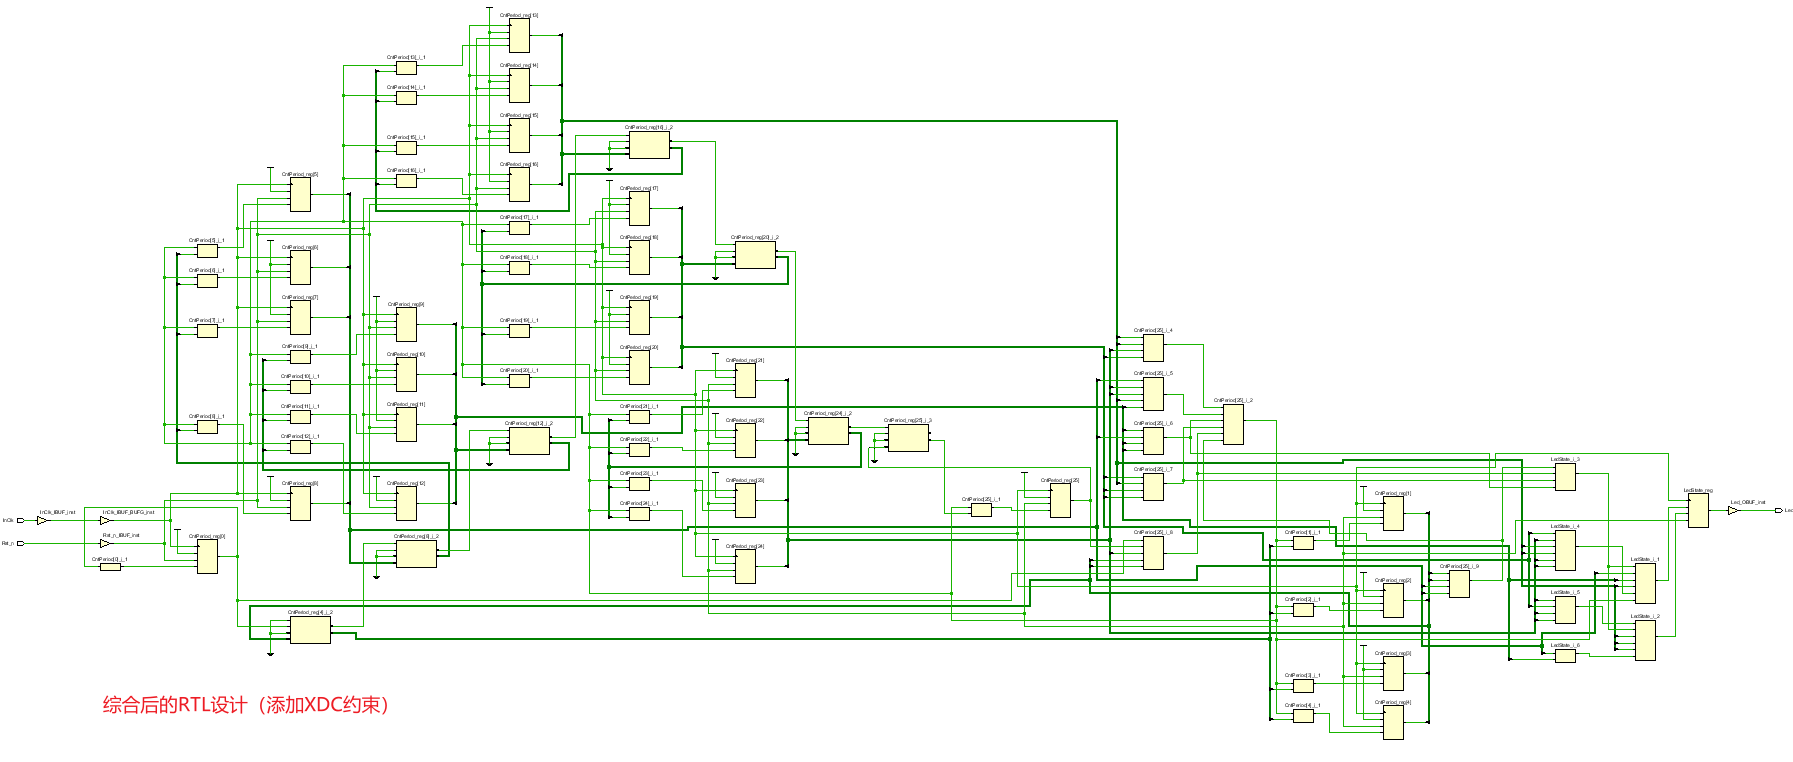 CntPeriod_reg[13]
CntPeriod[13]_i_1
CntPeriod_reg[14]
CntPeriod[14]_i_1
CntPeriod_reg[15]
CntPeriod_reg[16]_i_2
CntPeriod[15]_i_1
CntPeriod_reg[16]
CntPeriod[16]_i_1
CntPeriod_reg[5]
CntPeriod_reg[17]
CntPeriod[17]_i_1
CntPeriod_reg[18]
CntPeriod_reg[20]_i_2
CntPeriod[5]_i_1
CntPeriod_reg[6]
CntPeriod[18]_i_1
CntPeriod[6]_i_1
CntPeriod_reg[7]
CntPeriod_reg[19]
CntPeriod_reg[9]
CntPeriod[7]_i_1
CntPeriod[19]_i_1
CntPeriod[25]_i_4
CntPeriod[9]_i_1
CntPeriod_reg[10]
CntPeriod_reg[20]
CntPeriod_reg[21]
CntPeriod[10]_i_1
CntPeriod[20]_i_1
CntPeriod[25]_i_5
CntPeriod[25]_i_2
CntPeriod[11]_i_1
CntPeriod_reg[11]
CntPeriod[21]_i_1
CntPeriod[8]_i_1
CntPeriod_reg[12]_i_2
CntPeriod_reg[22]
CntPeriod_reg[24]_i_2
CntPeriod_reg[25]_i_3
CntPeriod[25]_i_6
CntPeriod[12]_i_1
CntPeriod[22]_i_1
CntPeriod[23]_i_1
CntPeriod[25]_i_7
LedState_i_3
CntPeriod_reg[8]
CntPeriod_reg[12]
CntPeriod_reg[23]
CntPeriod_reg[25]
CntPeriod_reg[1]
LedState_reg
CntPeriod[24]_i_1
CntPeriod[25]_i_1
InClk
InClk_IBUF_inst
InClk_IBUF_BUFG_inst
Led_OBUF_inst
Led
Rst_n
Rst_n_IBUF_inst
CntPeriod_reg[0]
CntPeriod_reg[8]_i_2
CntPeriod_reg[24]
CntPeriod[25]_i_8
CntPeriod[1]_i_1
LedState_i_4
CntPeriod[0]_i_1
CntPeriod_reg[2]
CntPeriod[25]_i_9
LedState_i_1
CntPeriod_reg[4]_i_2
CntPeriod[2]_i_1
LedState_i_5
LedState_i_2
CntPeriod_reg[3]
LedState_i_6
CntPeriod[3]_i_1
CntPeriod_reg[4]
CntPeriod[4]_i_1
综合后的RTL设计（添加XDC约束）